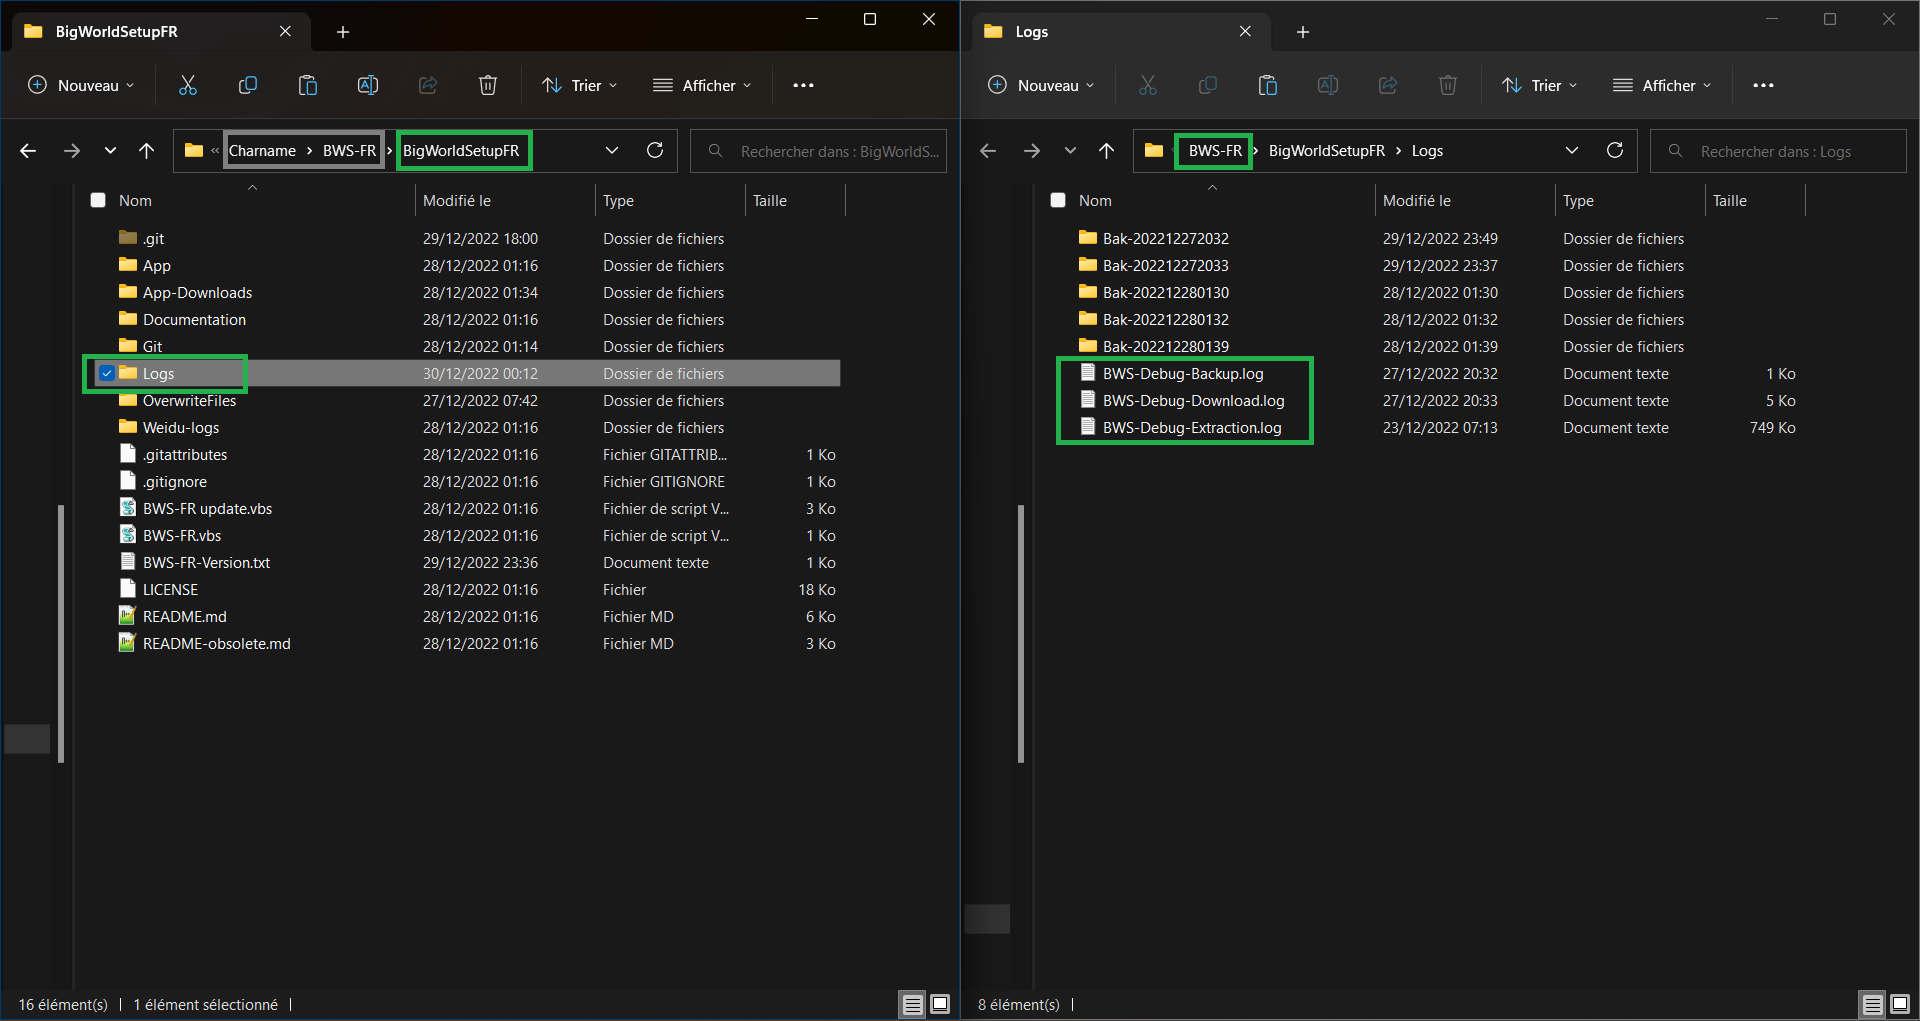 BigWorldSetupFR
Nouveau
Trier
Afficher
« Charname > BWS-FR > BigWorldSetupFR
Rechercher dans : BigWorldS...
Nom Modifié le Type Taille
.git 29/12/2022 18:00 Dossier de fichiers
App 28/12/2022 01:16 Dossier de fichiers
App-Downloads 28/12/2022 01:34 Dossier de fichiers
Documentation 28/12/2022 01:16 Dossier de fichiers
Git 28/12/2022 01:14 Dossier de fichiers
Logs 30/12/2022 00:12 Dossier de fichiers
OverwriteFiles 27/12/2022 07:42 Dossier de fichiers
Weidu-logs 28/12/2022 01:16 Dossier de fichiers
.gitattributes 28/12/2022 01:16 Fichier GITATTRIB... 1 Ko
.gitignore 28/12/2022 01:16 Fichier GITIGNORE 1 Ko
BWS-FR update.vbs 28/12/2022 01:16 Fichier de script V... 3 Ko
BWS-FR.vbs 28/12/2022 01:16 Fichier de script V... 1 Ko
BWS-FR-Version.txt 29/12/2022 23:36 Document texte 1 Ko
LICENSE 28/12/2022 01:16 Fichier 18 Ko
README.md 28/12/2022 01:16 Fichier MD 6 Ko
README-obsolete.md 28/12/2022 01:16 Fichier MD 3 Ko
16 élément(s) | 1 élément sélectionné |
Logs
Nouveau
Trier
Afficher
BWS-FR > BigWorldSetupFR > Logs
Rechercher dans : Logs
Nom Modifié le Type Taille
Bak-202212272032 29/12/2022 23:49 Dossier de fichiers
Bak-202212272033 29/12/2022 23:37 Dossier de fichiers
Bak-202212280130 28/12/2022 01:30 Dossier de fichiers
Bak-202212280132 28/12/2022 01:32 Dossier de fichiers
Bak-202212280139 28/12/2022 01:39 Dossier de fichiers
BWS-Debug-Backup.log 27/12/2022 20:32 Document texte 1 Ko
BWS-Debug-Download.log 27/12/2022 20:33 Document texte 5 Ko
BWS-Debug-Extraction.log 23/12/2022 07:13 Document texte 749 Ko
8 élément(s) |